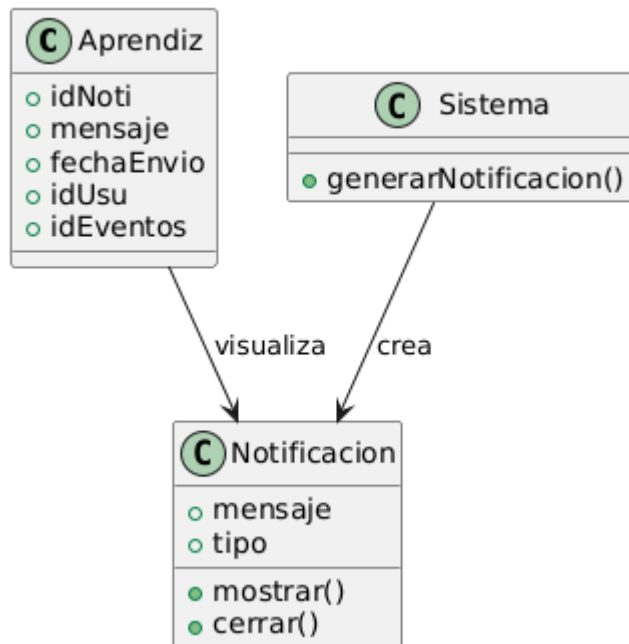 C Aprendiz
idNoti
mensaje
fechaEnvio
idUsu
idEventos
C Sistema
generarNotificacion()
visualiza
crea
C Notificacion
mensaje
tipo
mostrar()
cerrar()